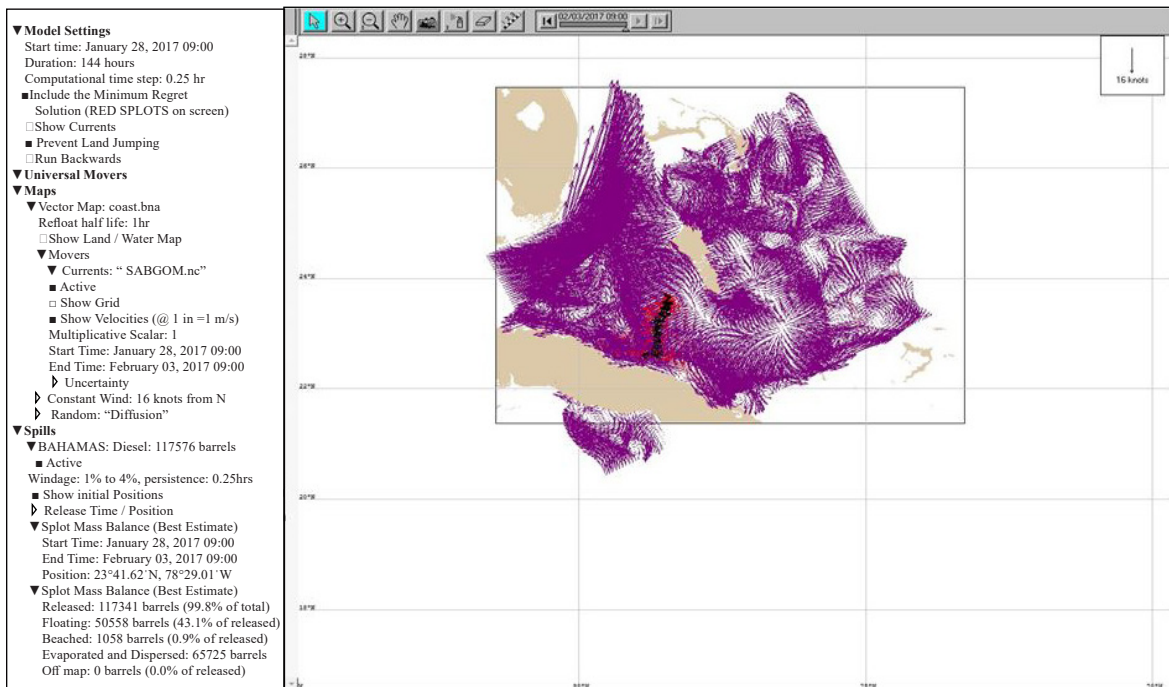 ▼Model Settings
Start time: January 28, 2017 09:00
Duration: 144 hours
Computational time step: 0.25 hr
■Include the Minimum Regret
Solution (RED SPLOTS on screen)
□Show Currents
■ Prevent Land Jumping
□Run Backwards
▼Universal Movers
▼Maps
▼Vector Map: coast.bna
Refloat half life: 1hr
□Show Land / Water Map
▼Movers
▼ Currents: “ SABGOM.nc”
■ Active
□ Show Grid
■ Show Velocities (@ 1 in =1 m/s)
Multiplicative Scalar: 1
Start Time: January 28, 2017 09:00
End Time: February 03, 2017 09:00
Uncertainty
Constant Wind: 16 knots from N
Random: “Diffusion”
▼Spills
▼BAHAMAS: Diesel: 117576 barrels
■ Active
Windage: 1% to 4%, persistence: 0.25hrs
■ Show initial Positions
Release Time / Position
▼Splot Mass Balance (Best Estimate)
Start Time: January 28, 2017 09:00
End Time: February 03, 2017 09:00
Position: 23°41.62´N, 78°29.01´W
▼Splot Mass Balance (Best Estimate)
Released: 117341 barrels (99.8% of total)
Floating: 50558 barrels (43.1% of released)
Beached: 1058 barrels (0.9% of released)
Evaporated and Dispersed: 65725 barrels
Off map: 0 barrels (0.0% of released)
02/03/2017 09:00
16 knots